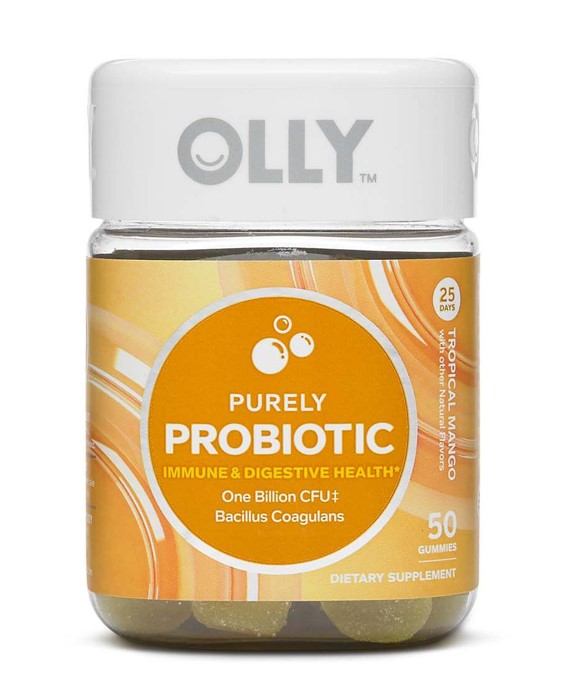 OLLY™
25
DAYS
TROPICAL MANGO
with other Natural Flavors
PURELY
PROBIOTIC
IMMUNE & DIGESTIVE HEALTH*
One Billion CFU‡
Bacillus Coagulans
50
GUMMIES
DIETARY SUPPLEMENT